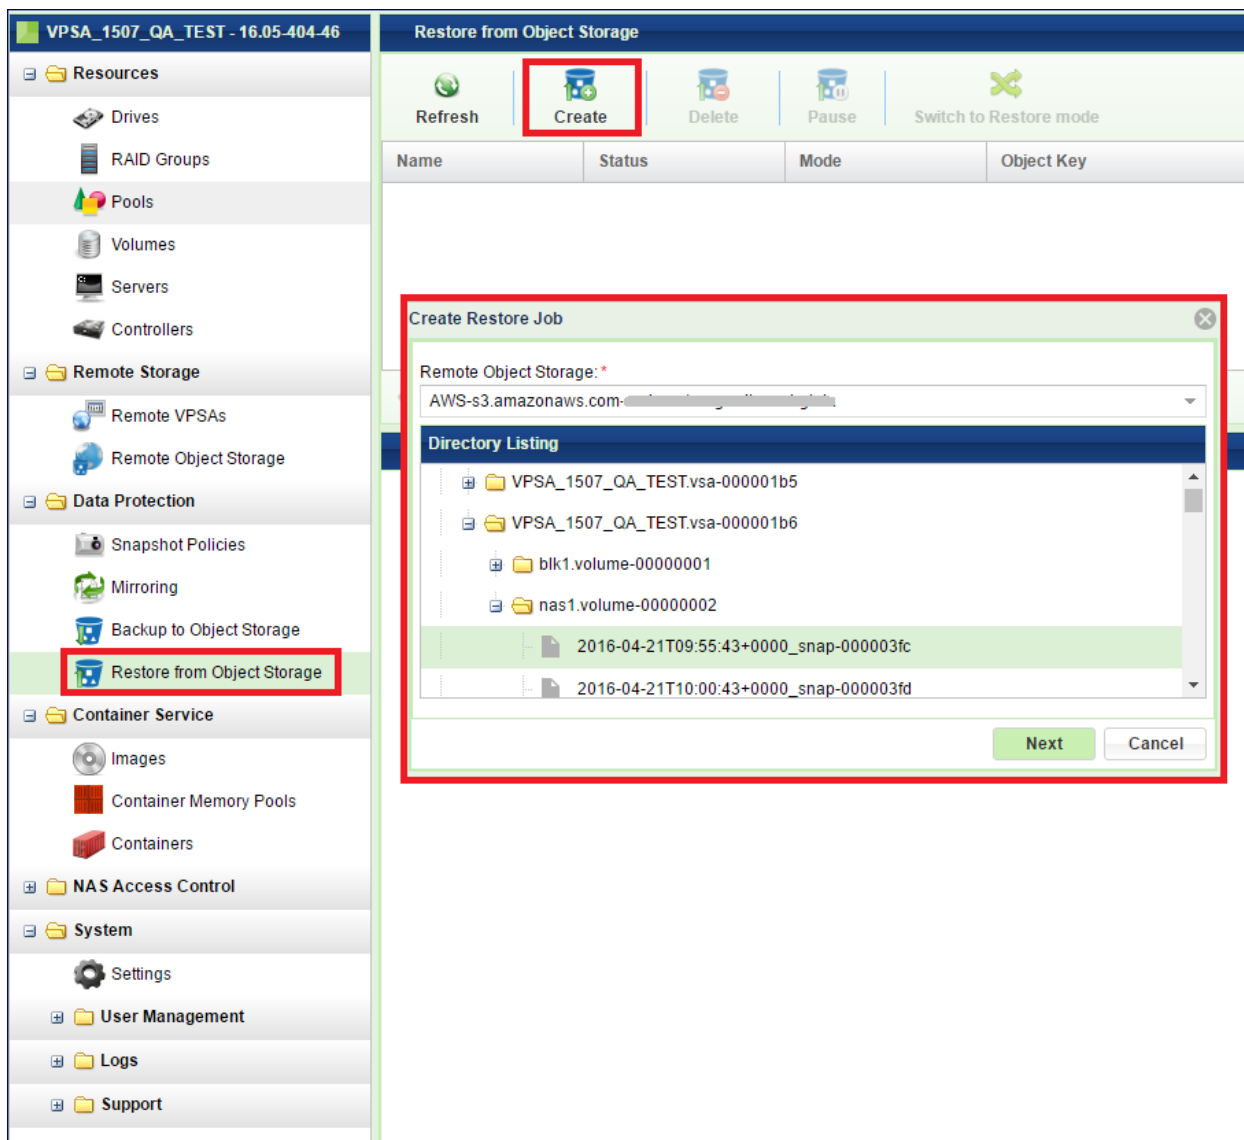 VPSA_1507_QA_TEST - 16.05-404-46
Resources
Drives
RAID Groups
Pools
Volumes
Servers
Controllers
Remote Storage
Remote VPSAs
Remote Object Storage
Data Protection
Snapshot Policies
Mirroring
Backup to Object Storage
Restore from Object Storage
Container Service
Images
Container Memory Pools
Containers
NAS Access Control
System
Settings
User Management
Logs
Support
Restore from Object Storage
Refresh Create Delete Pause Switch to Restore mode
Name Status Mode Object Key
Create Restore Job
Remote Object Storage: *
AWS-s3.amazonaws.com-
Directory Listing
VPSA_1507_QA_TEST.vsa-000001b5
VPSA_1507_QA_TEST.vsa-000001b6
blk1.volume-00000001
nas1.volume-00000002
2016-04-21T09:55:43+0000_snap-000003fc
2016-04-21T10:00:43+0000_snap-000003fd
Next Cancel